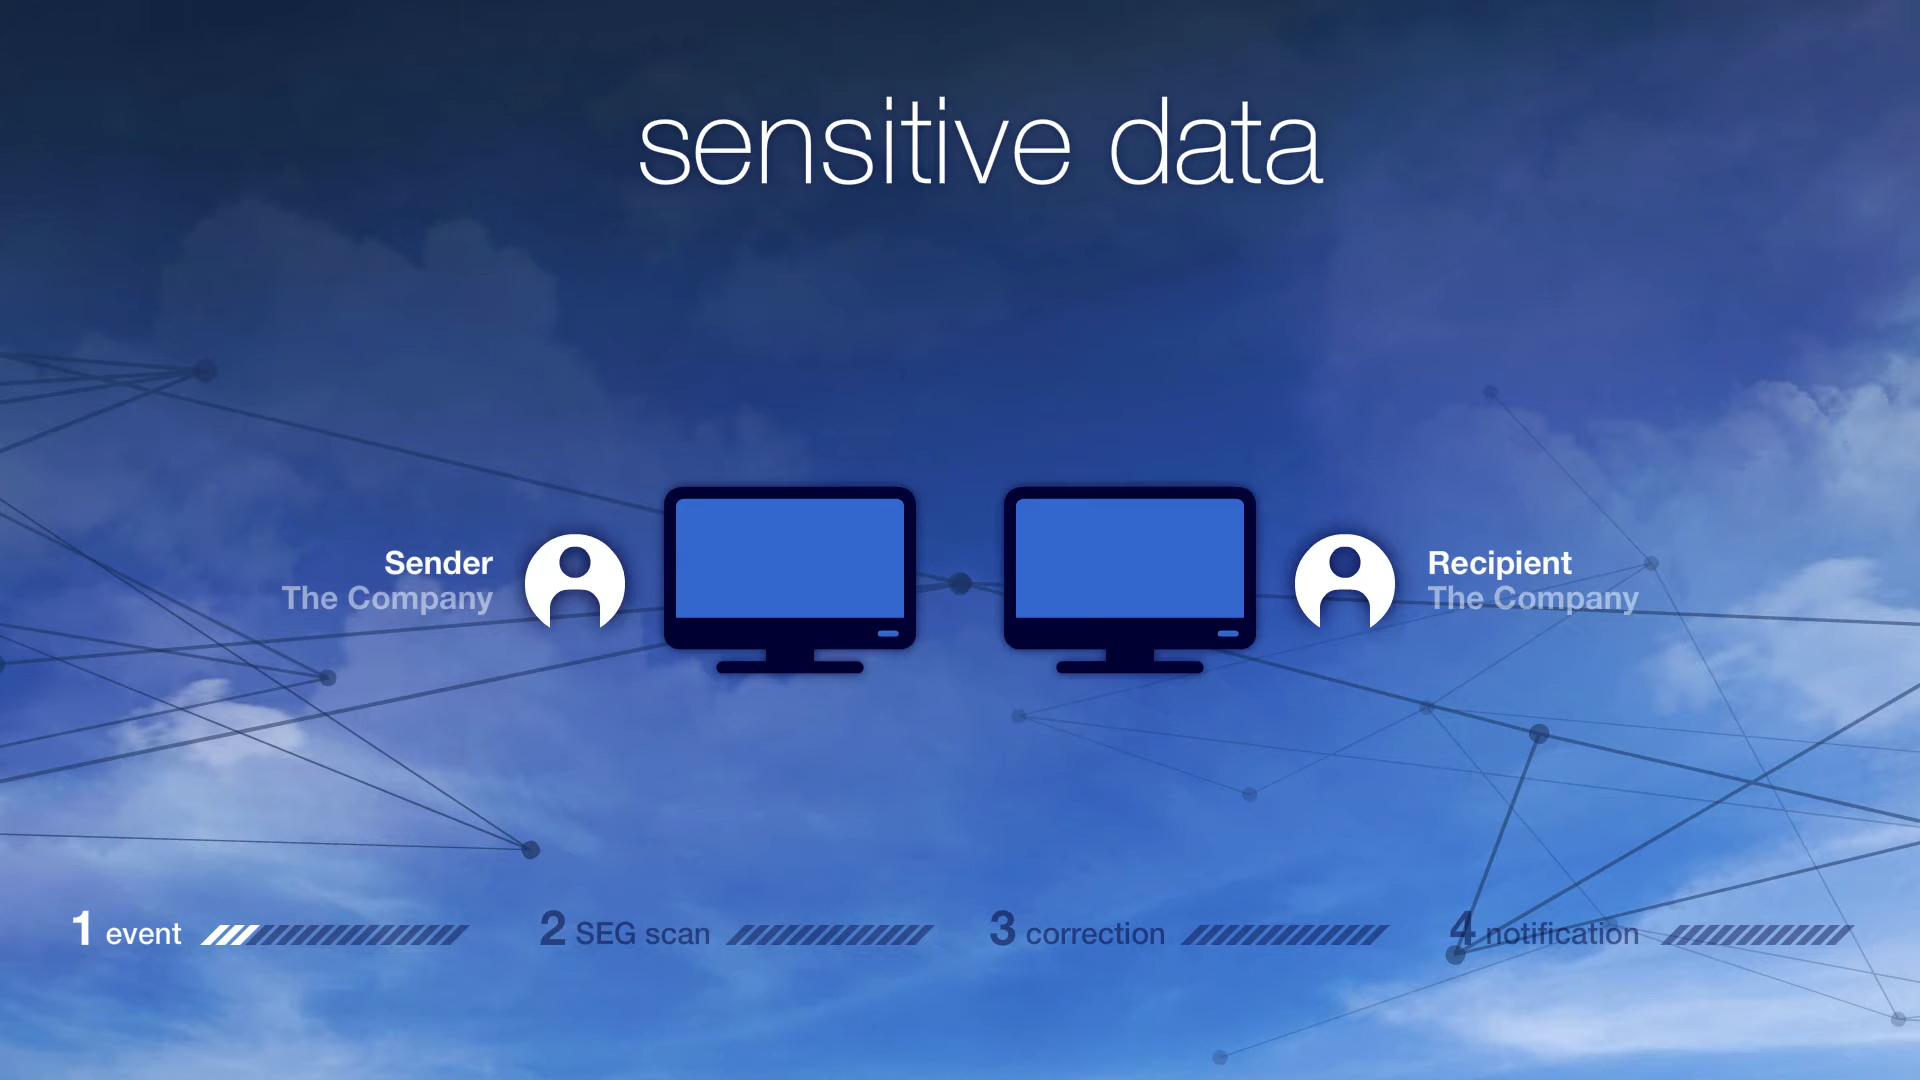 sensitive data
Sender
The Company
Recipient
The Company
1 event
2 SEG scan
3 correction
4 notification